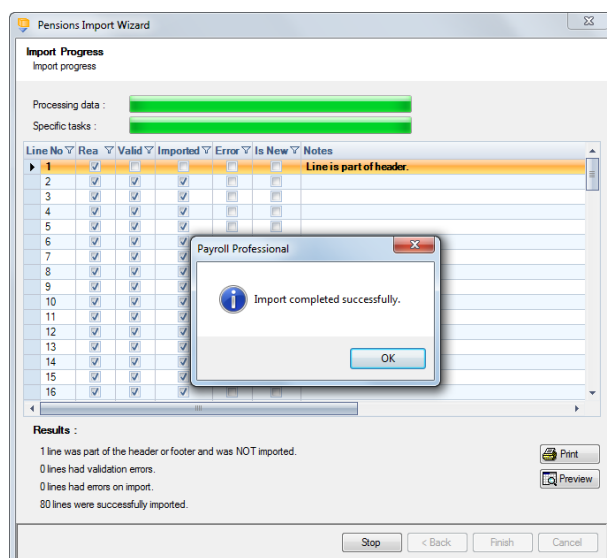 Pensions Import Wizard
Import Progress
Import progress
Processing data :
Specific tasks :
Line No Rea Valid Imported Error Is New Notes
1 Line is part of header.
2
3
4
5
6
7
8
9
10
11
12
13
14
15
16
Payroll Professional
Import completed successfully.
OK
Results :
1 line was part of the header or footer and was NOT imported.
0 lines had validation errors.
0 lines had errors on import.
80 lines were successfully imported.
Print
Preview
Stop < Back Finish Cancel